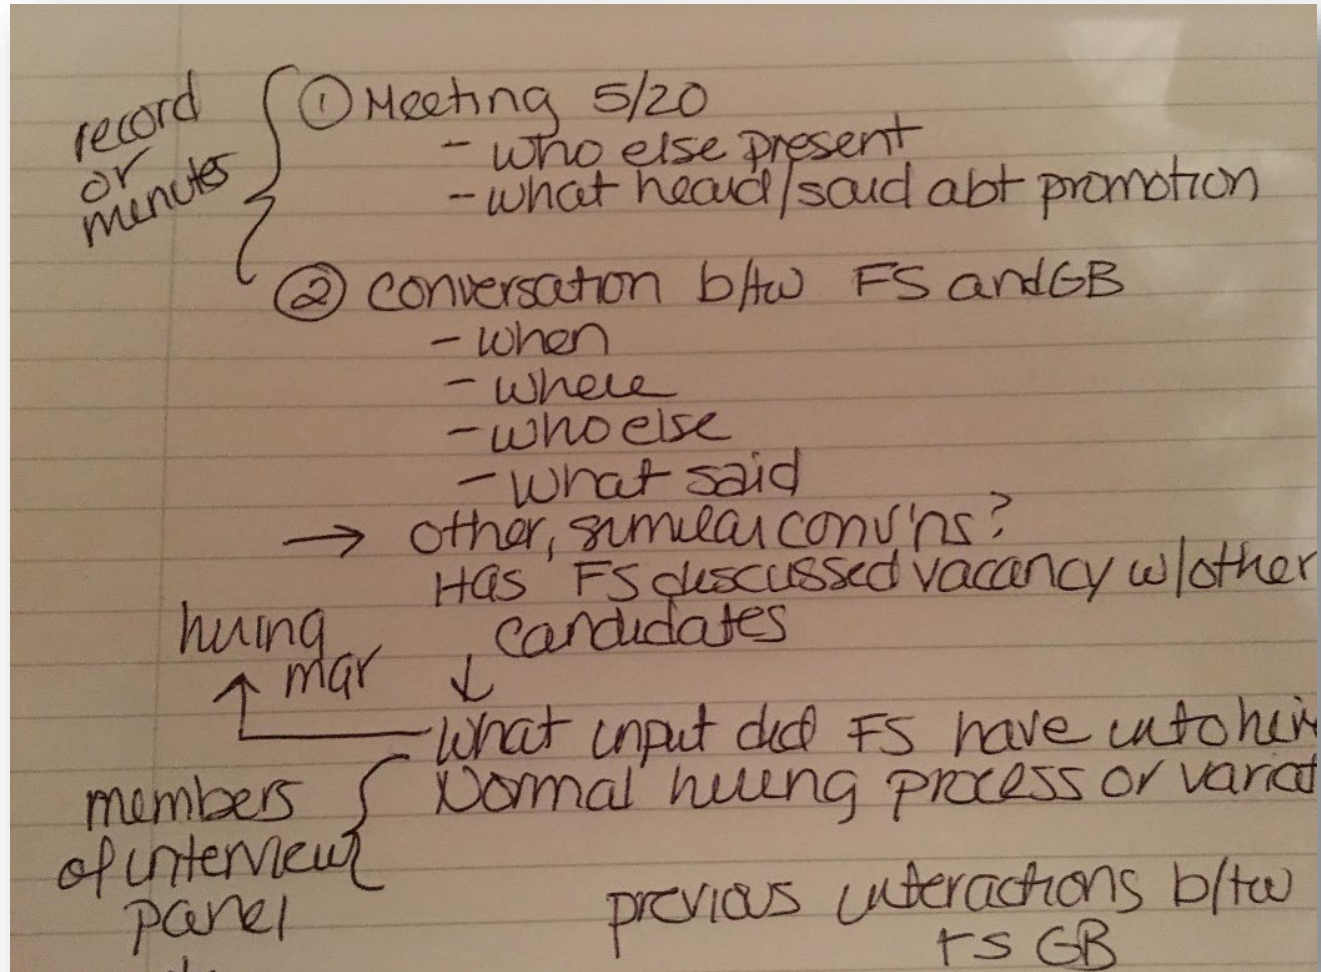 record
or
minutes
① Meeting 5/20
- who else present
- what heard/said abt promotion
② conversation b/tw FS and GB
- when
- where
- who else
- what said
→ other, similar conv'ns?
Has FS discussed vacancy w/other
candidates
↓
hiring
mgr
What input did FS have into hir
Normal hiring process or variat
members
of interview
panel
previous interactions b/tw
FS GB